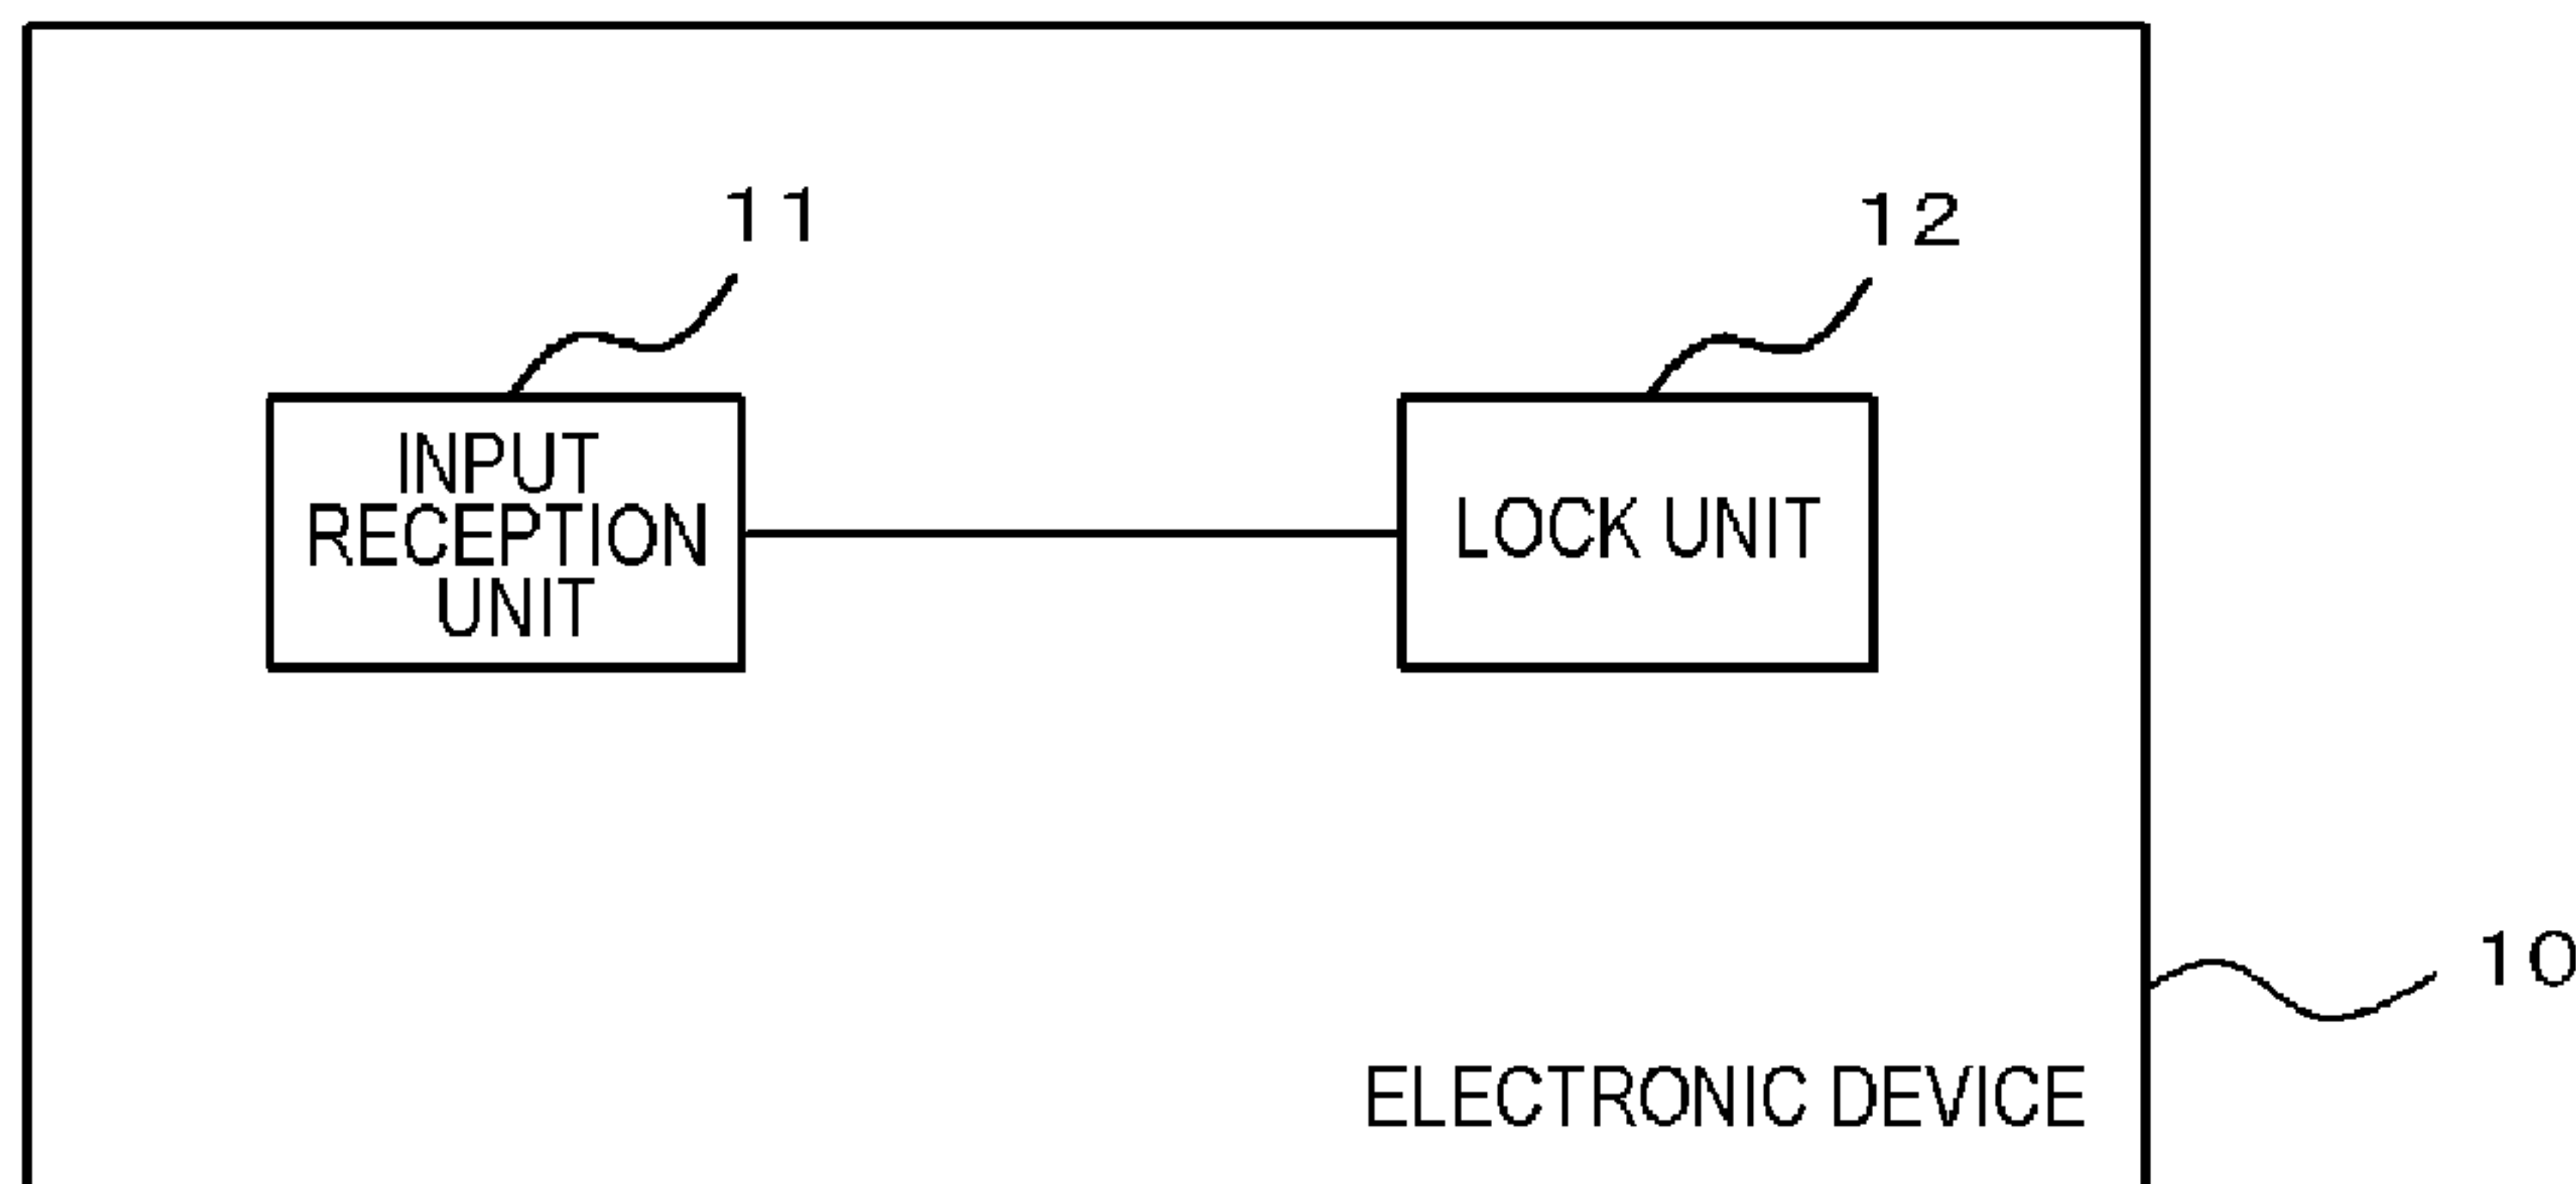 11
12
INPUT
RECEPTION
UNIT
LOCK UNIT
10
ELECTRONIC DEVICE